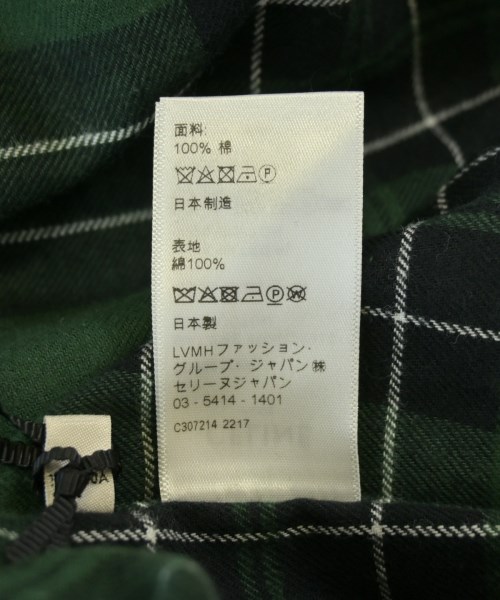 面料:
100% 棉
P
日本制造
表地
綿100%
P W
日本製
LVMHファッション・
グループ・ジャパン㈱
セリーヌジャパン
03 - 5414 - 1401
C307214 2217